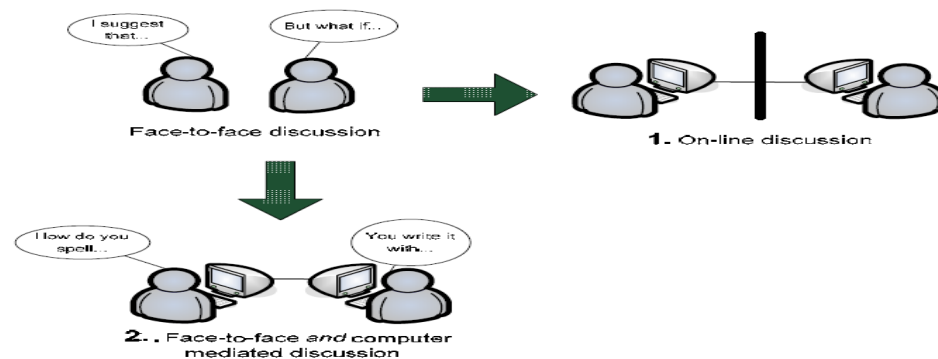 I suggest
that...
But what if...
Face-to-face discussion
1. On-line discussion
How do you
spell...
You write it
with...
2., Face-to-face and computer
mediated discussion